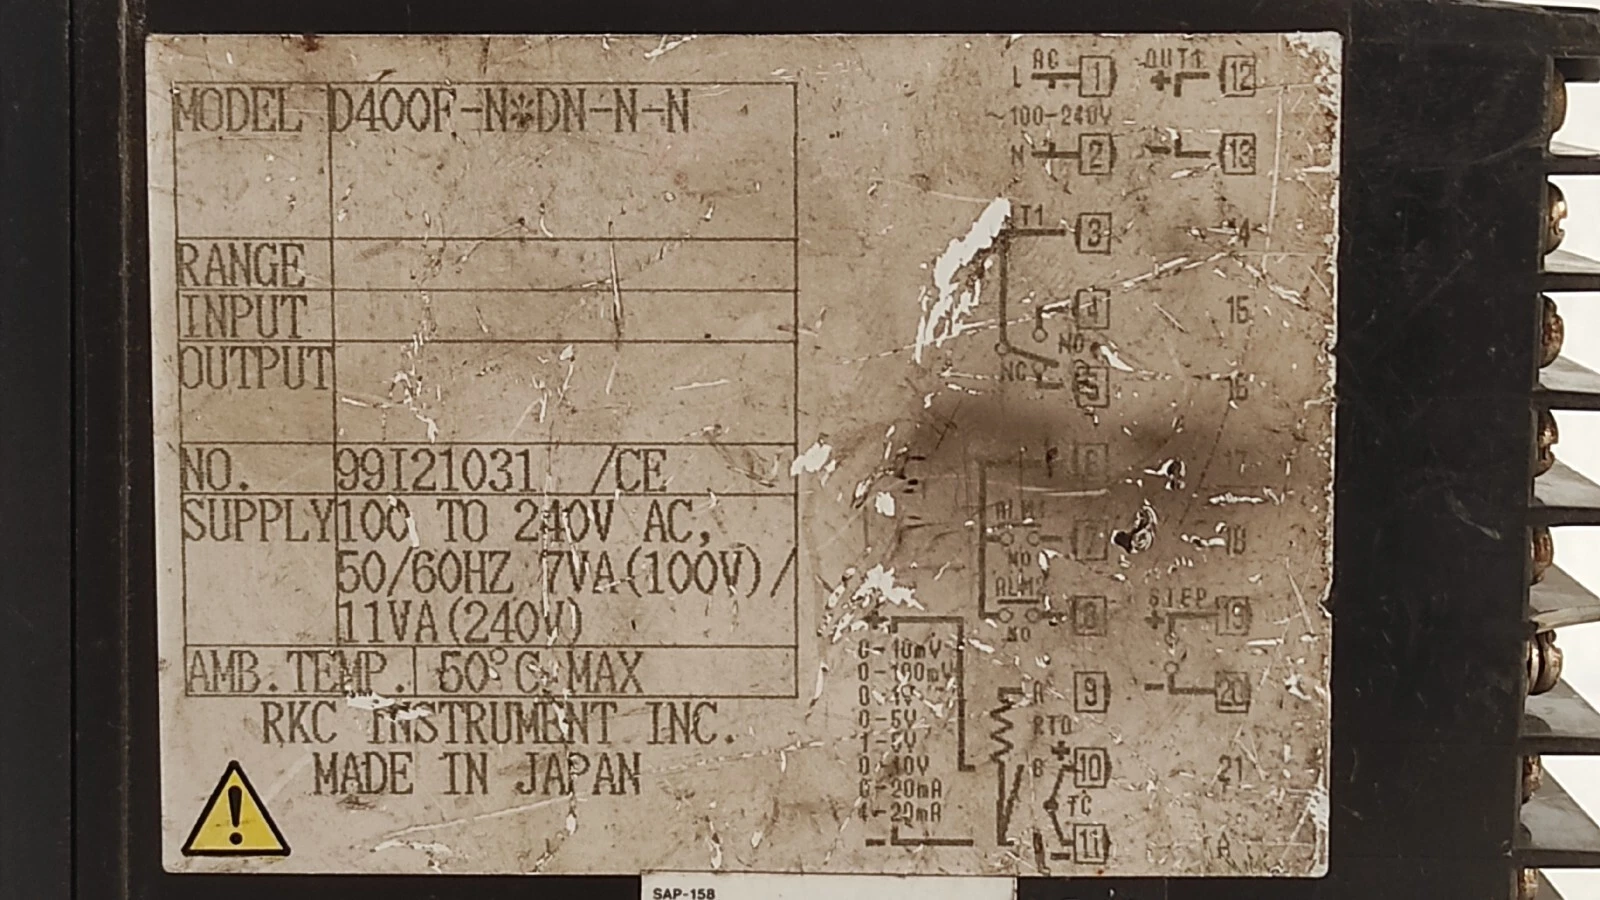 MODEL D400F-N*DN-N-N
RANGE
INPUT
OUTPUT
NO. 99I21031 /CE
SUPPLY 100 TO 240V AC,
50/60HZ 7VA(100V)/
11VA(240V)
AMB.TEMP. 50°C MAX
RKC INSTRUMENT INC.
MADE IN JAPAN
AC OUT1
L 1 + 12
~100-240V
N 2 - 13
3
4 15
NO
NC 5 16
6 17
ALM1
7 18
NO
ALM2 STEP
8 + 19
NO
+
0-10mV
0-100mV
0-1V
0-5V
1-5V
0-10V
0-20mA
4-20mA
-
A 9 - 20
RTD
+
B 10 21
TC
11
SAP-158